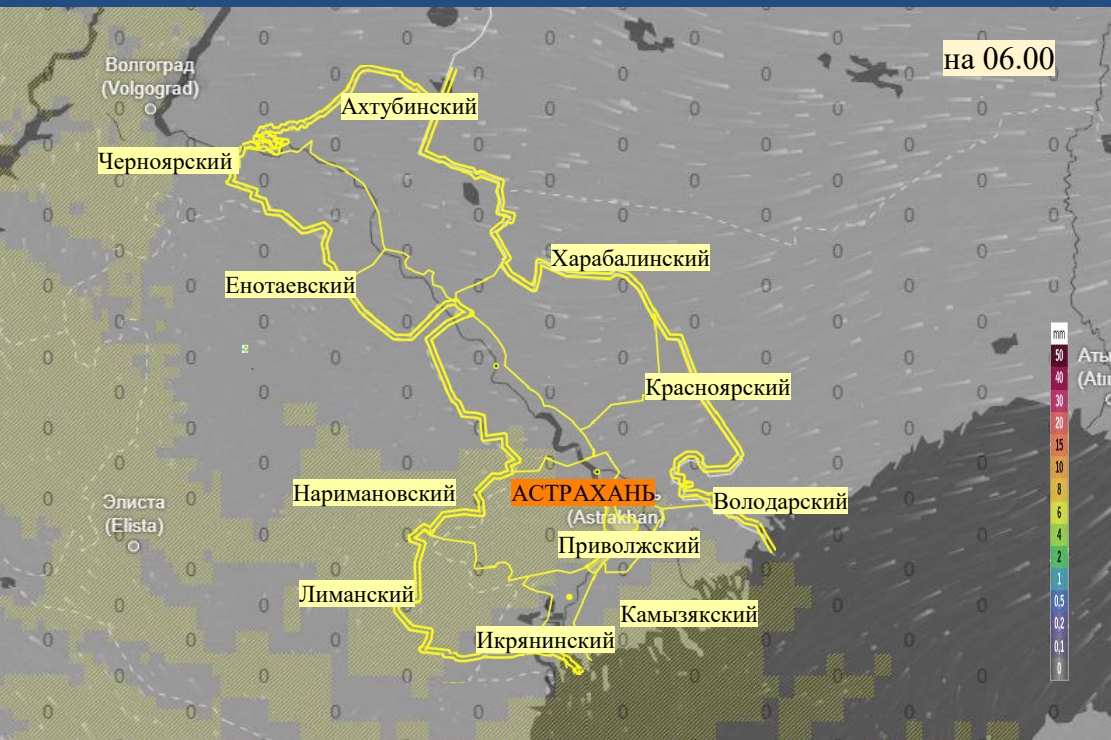 на 06.00
Волгоград
(Volgograd)
Ахтубинский
Черноярский
Харабалинский
Енотаевский
mm
50
40
30
20
15
10
8
6
4
2
1
0,5
0,2
0,1
0
Аты
(Atı
Красноярский
Наримановский
АСТРАХАНЬ
(Astrakhan)
Элиста
(Elista)
Володарский
Приволжский
Лиманский
Камызякский
Икрянинский